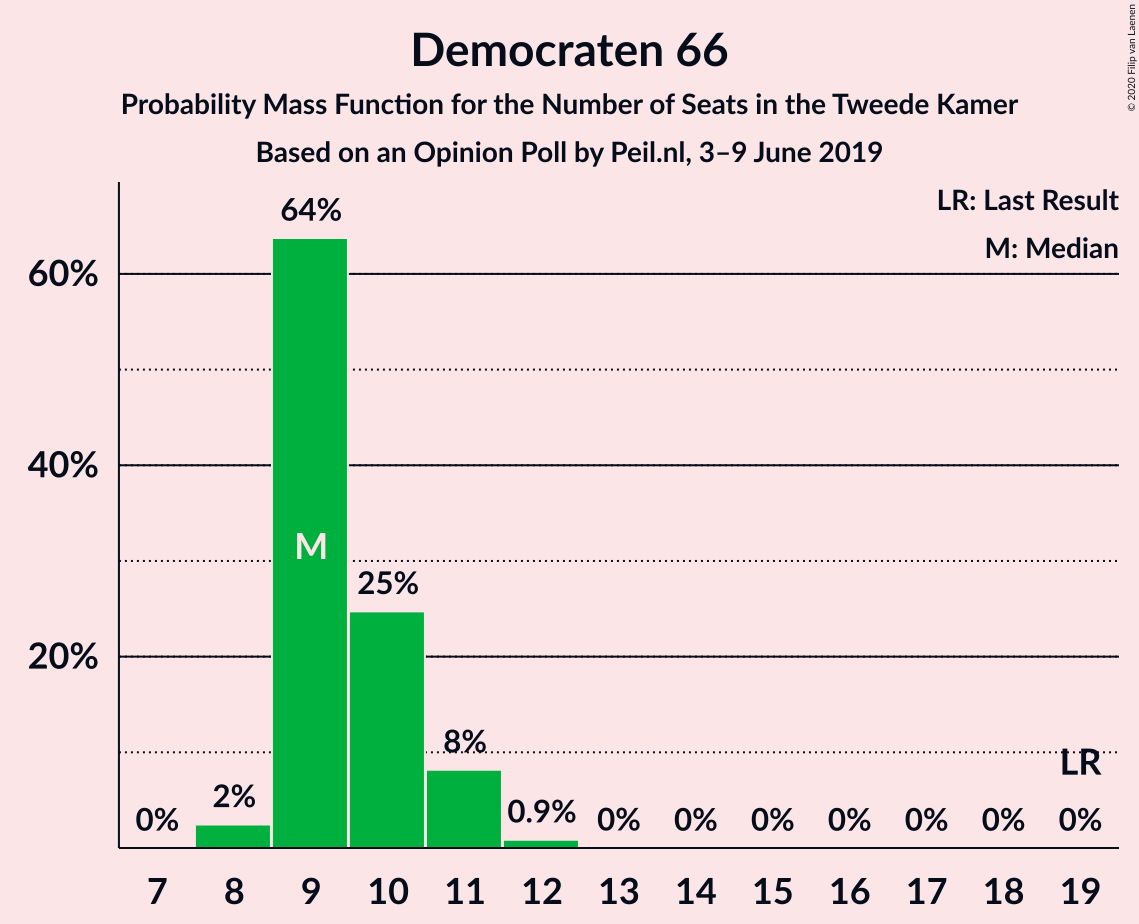 Democraten 66
Probability Mass Function for the Number of Seats in the Tweede Kamer
Based on an Opinion Poll by Peil.nl, 3–9 June 2019
© 2020 Filip van Laenen
LR: Last Result
M: Median
60%
40%
20%
0%
2%
64%
M
25%
8%
0.9%
0%
0%
0%
0%
0%
0%
0%
LR
7 8 9 10 11 12 13 14 15 16 17 18 19